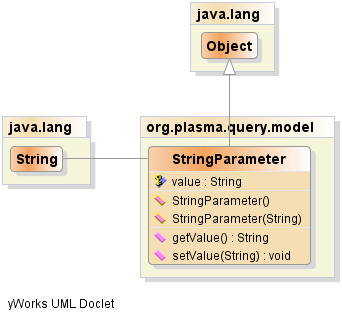 java.lang
Object
java.lang
String
org.plasma.query.model
StringParameter
value : String
StringParameter()
StringParameter(String)
getValue() : String
setValue(String) : void
yWorks UML Doclet